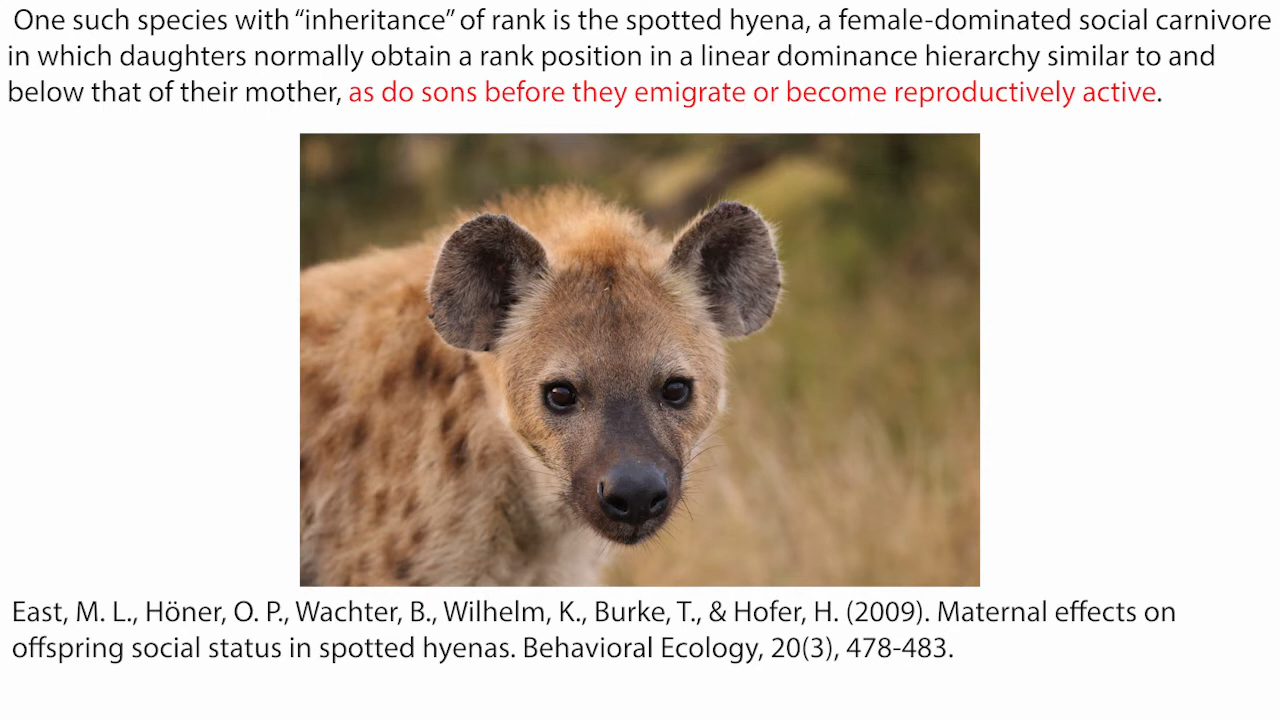 One such species with “inheritance” of rank is the spotted hyena, a female-dominated social carnivore
in which daughters normally obtain a rank position in a linear dominance hierarchy similar to and
below that of their mother, as do sons before they emigrate or become reproductively active.
East, M. L., Höner, O. P., Wachter, B., Wilhelm, K., Burke, T., & Hofer, H. (2009). Maternal effects on
offspring social status in spotted hyenas. Behavioral Ecology, 20(3), 478-483.